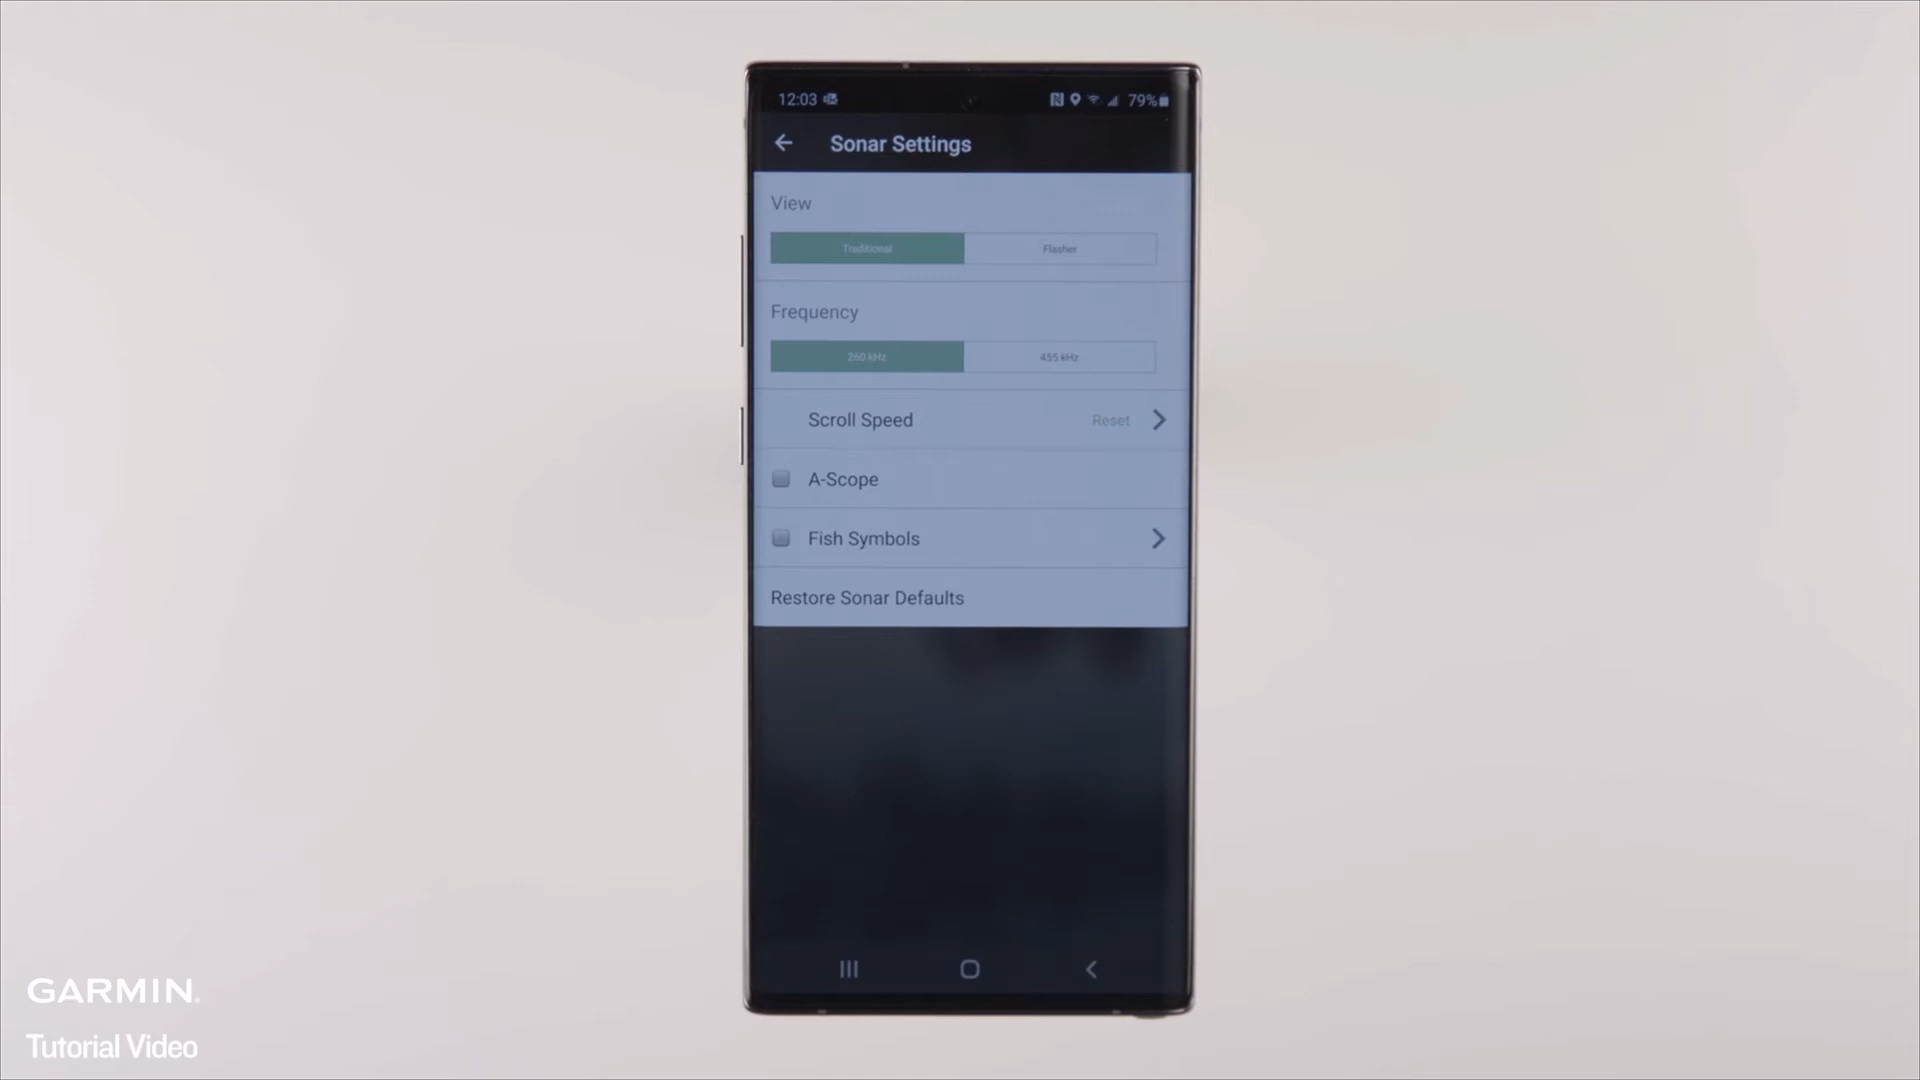 12:03
79%
Sonar Settings
View
Traditional
Flasher
Frequency
260 kHz
455 kHz
Scroll Speed
Reset
A-Scope
Fish Symbols
Restore Sonar Defaults
GARMIN.
Tutorial Video